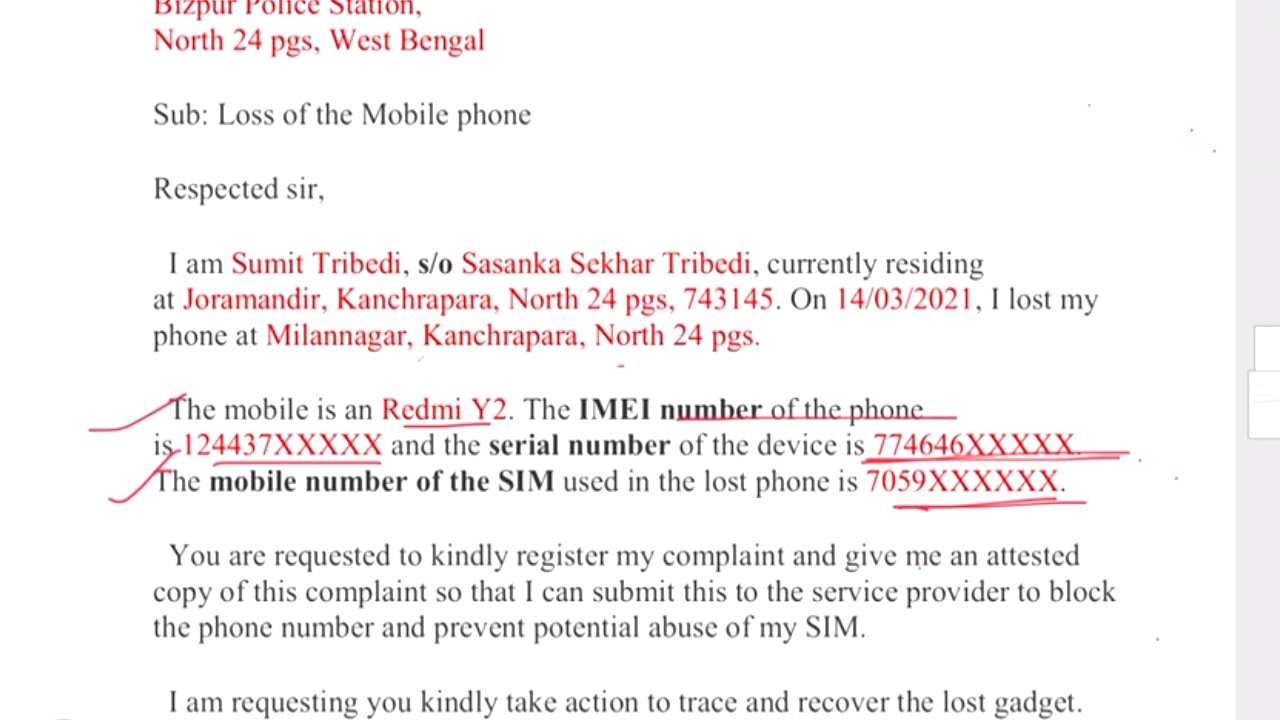 Bizpur Police Station,
North 24 pgs, West Bengal
Sub: Loss of the Mobile phone
Respected sir,
I am Sumit Tribedi, s/o Sasanka Sekhar Tribedi, currently residing
at Joramandir, Kanchrapara, North 24 pgs, 743145. On 14/03/2021, I lost my
phone at Milannagar, Kanchrapara, North 24 pgs.
The mobile is an Redmi Y2. The IMEI number of the phone
is 124437XXXXX and the serial number of the device is 774646XXXXX.
The mobile number of the SIM used in the lost phone is 7059XXXXXX.
You are requested to kindly register my complaint and give me an attested
copy of this complaint so that I can submit this to the service provider to block
the phone number and prevent potential abuse of my SIM.
I am requesting you kindly take action to trace and recover the lost gadget.